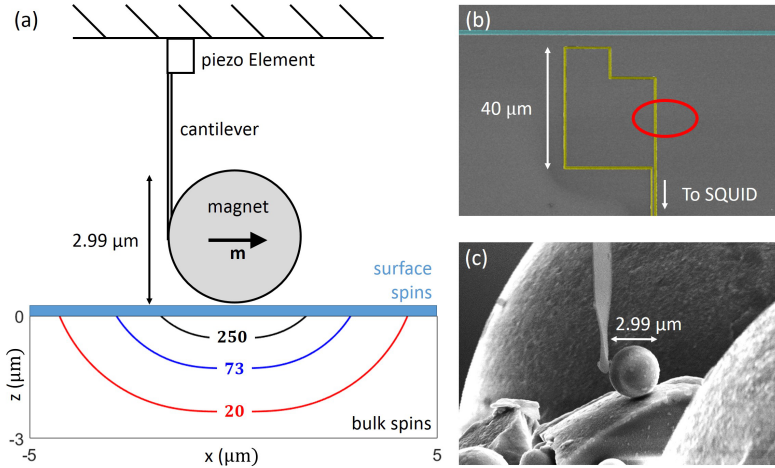 (a)
piezo Element
cantilever
magnet
m
2.99 µm
surface
spins
0
250
73
20
z (µm)
bulk spins
-3
-5
x (µm)
5
(b)
40 µm
To SQUID
(c)
2.99 µm